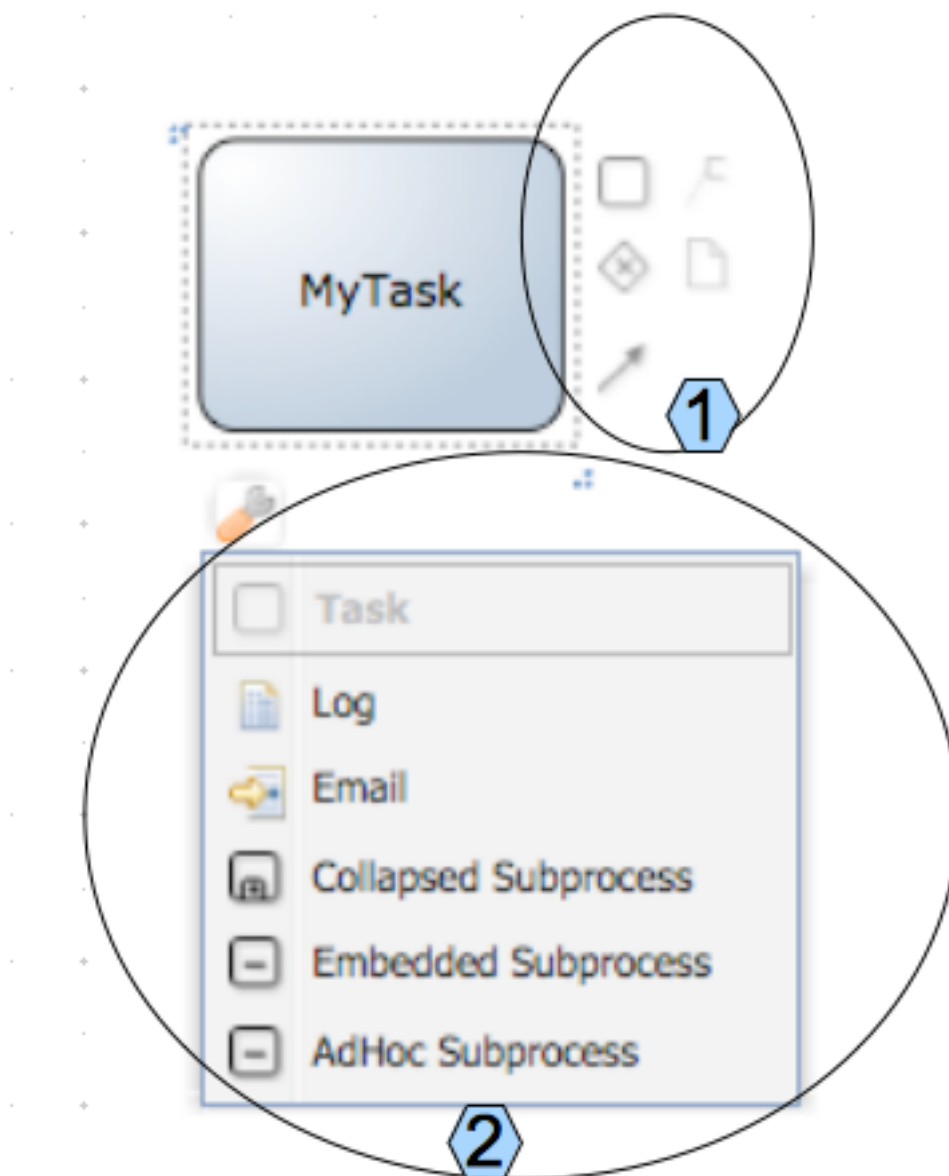 MyTask
1
Task
Log
Email
Collapsed Subprocess
Embedded Subprocess
AdHoc Subprocess
2